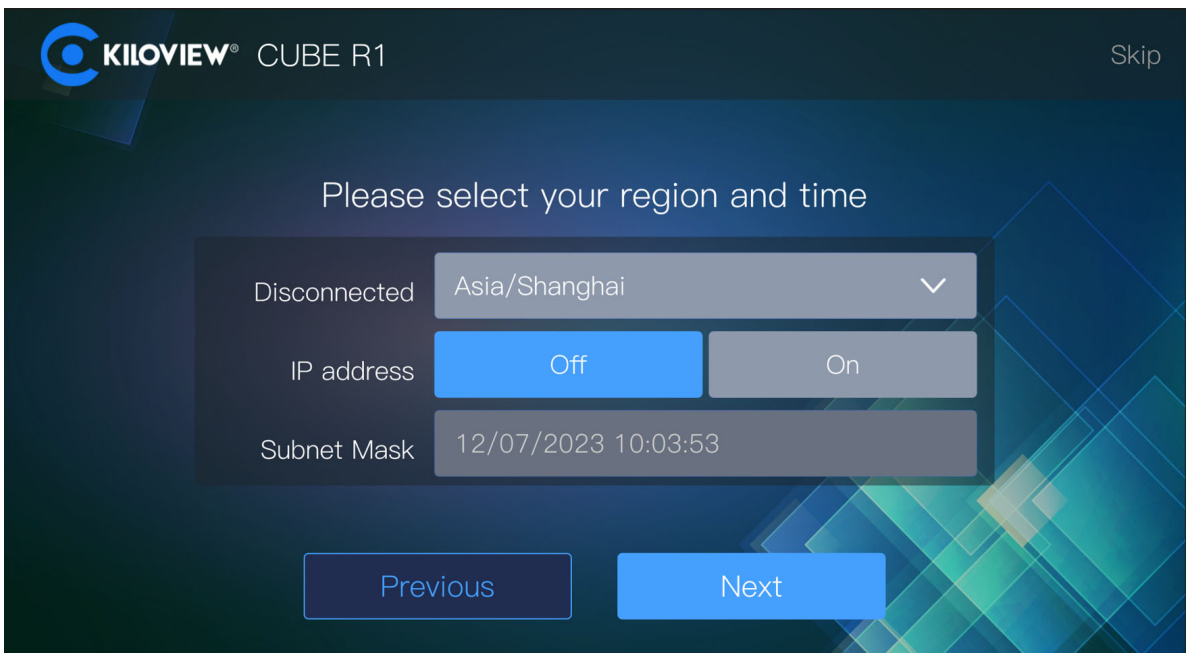 KILOVIEW® CUBE R1
Skip
Please select your region and time
Disconnected Asia/Shanghai
IP address Off On
Subnet Mask 12/07/2023 10:03:53
Previous Next